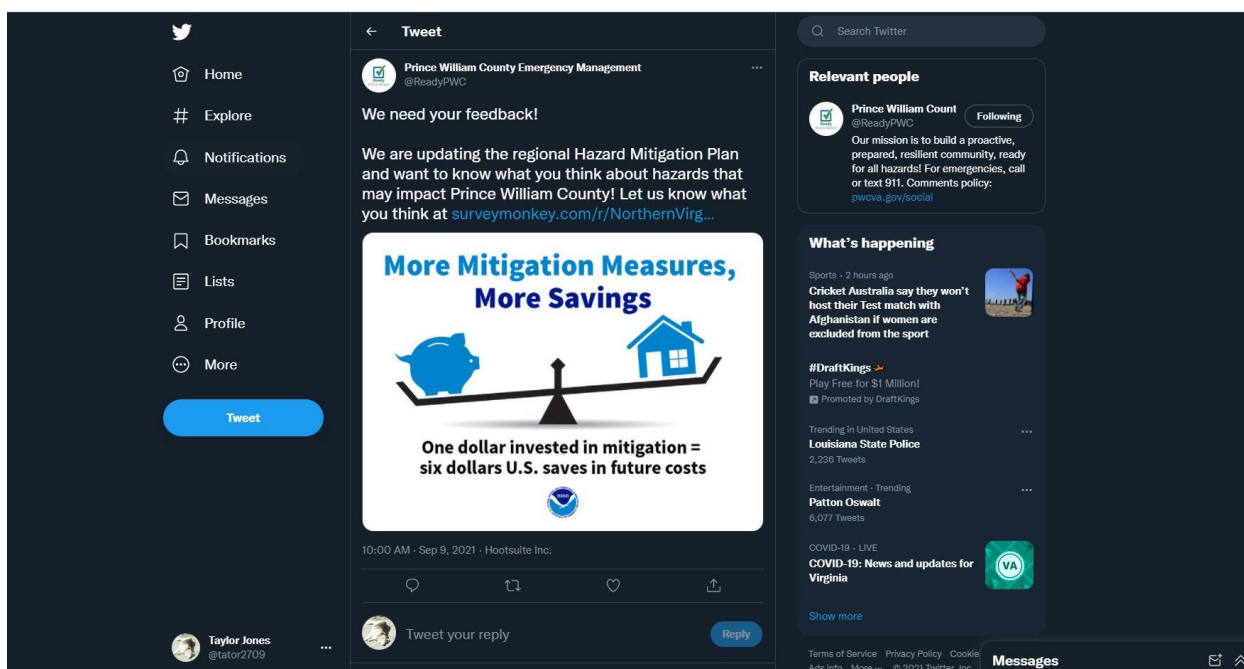 Home
Explore
Notifications
Messages
Bookmarks
Lists
Profile
More
Tweet
Taylor Jones
@tator2709
Tweet
Prince William County Emergency Management
@ReadyPWC
We need your feedback!
We are updating the regional Hazard Mitigation Plan
and want to know what you think about hazards that
may impact Prince William County! Let us know what
you think at surveymonkey.com/r/NorthernVirg...
More Mitigation Measures,
More Savings
One dollar invested in mitigation =
six dollars U.S. saves in future costs
10:00 AM · Sep 9, 2021 · Hootsuite Inc.
Tweet your reply
Reply
Search Twitter
Relevant people
Prince William Count
@ReadyPWC
Following
Our mission is to build a proactive,
prepared, resilient community, ready
for all hazards! For emergencies, call
or text 911. Comments policy:
pwcva.gov/social
What's happening
Sports · 2 hours ago
Cricket Australia say they won't
host their Test match with
Afghanistan if women are
excluded from the sport
#DraftKings
Play Free for $1 Million!
Promoted by DraftKings
Trending in United States
Louisiana State Police
2,236 Tweets
Entertainment · Trending
Patton Oswalt
6,077 Tweets
COVID-19 · LIVE
COVID-19: News and updates for
Virginia
VA
Show more
Terms of Service Privacy Policy Cookie
Ads info More ··· © 2021 Twitter, Inc.
Messages